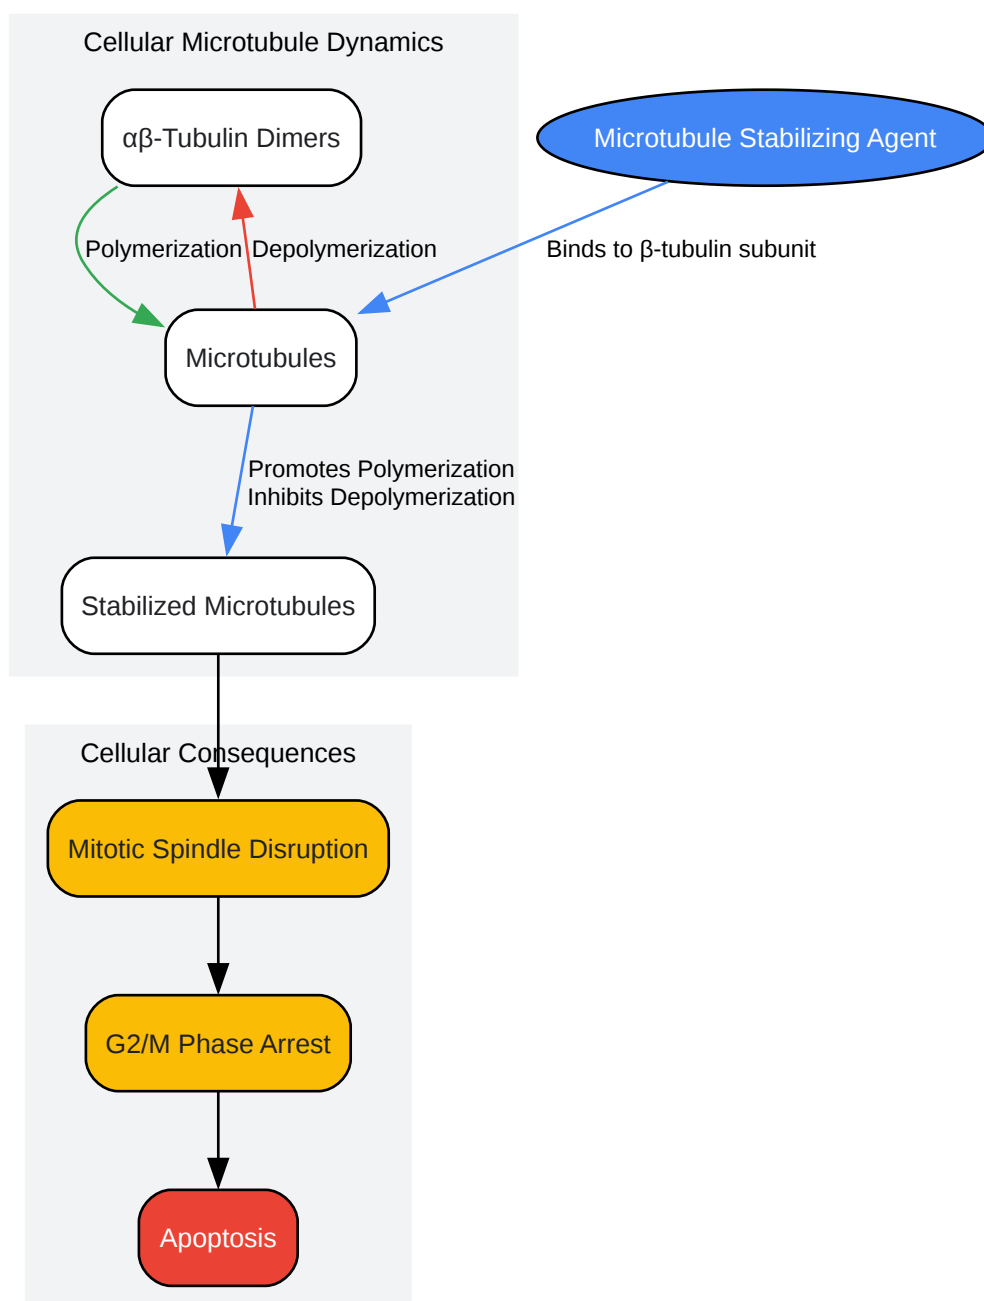 Cellular Microtubule Dynamics
αβ-Tubulin Dimers
Microtubule Stabilizing Agent
Polymerization
Depolymerization
Binds to β-tubulin subunit
Microtubules
Promotes Polymerization
Inhibits Depolymerization
Stabilized Microtubules
Cellular Consequences
Mitotic Spindle Disruption
G2/M Phase Arrest
Apoptosis